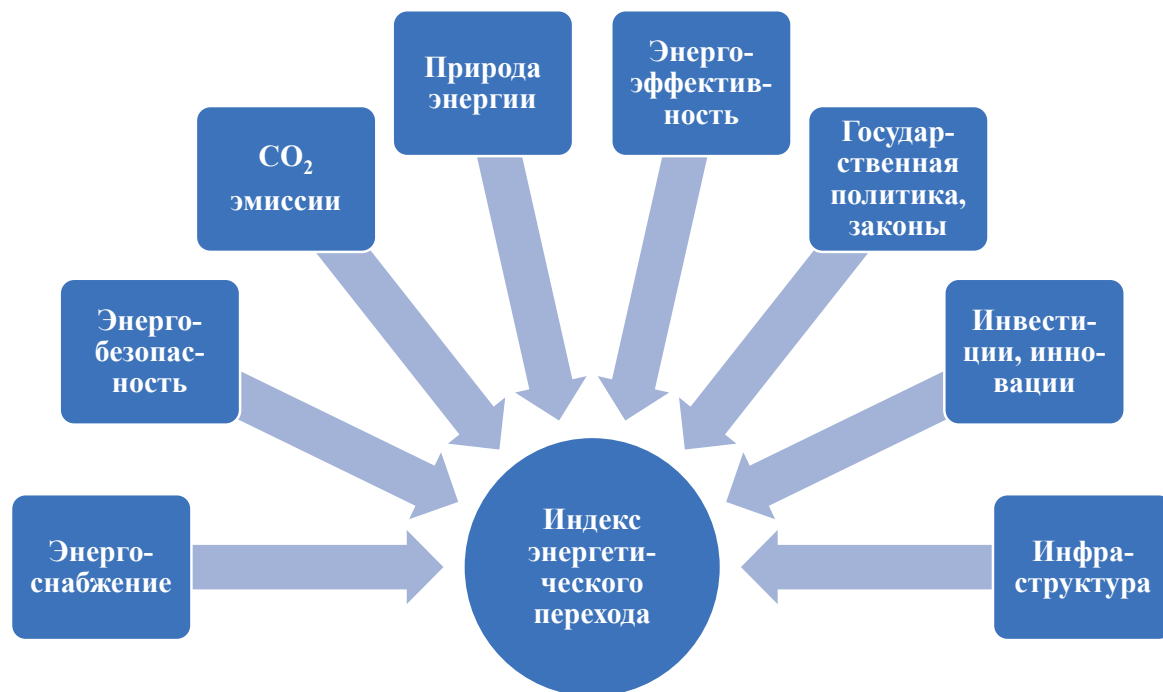 Природа
энергии
Энерго-
эффектив-
ность
CO₂
эмиссии
Государ-
ственная
политика,
законы
Энерго-
безопас-
ность
Инвести-
ции, инно-
вации
Энерго-
снабжение
Индекс
энергети-
ческого
перехода
Инфра-
структура